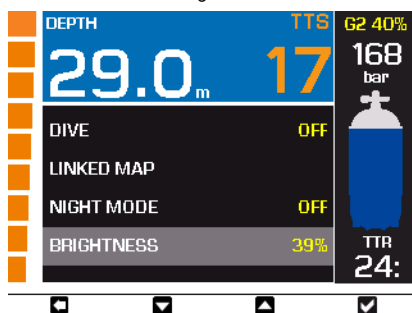 DEPTH TTS G2 40%
29.0m 17 168
bar
DIVE OFF
LINKED MAP
NIGHT MODE OFF
BRIGHTNESS 39%
TTR
24: